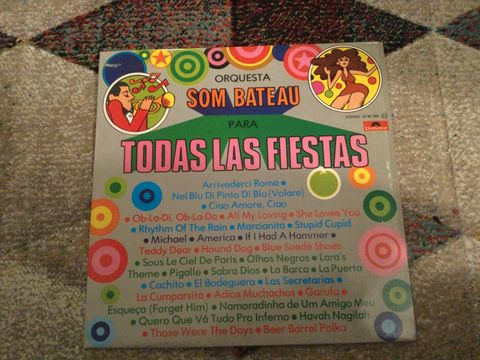 ORQUESTA
SOM BATEAU
STEREO
PARA
Polydor
TODAS LAS FIESTAS
Arrivederci Roma •
Nel Blu Di Pinto Di Blu (Volare)
• Ciao Amore, Ciao
• Ob-La-Di, Ob-La-Da • All My Loving • She Loves You
• Rhythm Of The Rain • Marcianita • Stupid Cupid
• Michael • America • If I Had A Hammer •
Teddy Dear • Hound Dog • Blue Suede Shoes
• Sous Le Ciel De Paris • Olhos Negros • Lara's
Theme • Pigalle • Sabra Dios • La Barca • La Puerta
• Cachito • El Bodeguero • Las Secretarias •
La Cumparsita • Adios Muchachos • Garufa •
Esqueça (Forget Him) • Namoradinha de Um Amigo Meu
• Quero Que Vá Tudo Pro Inferno • Havah Nagilah
• Those Were The Days • Beer Barrel Polka